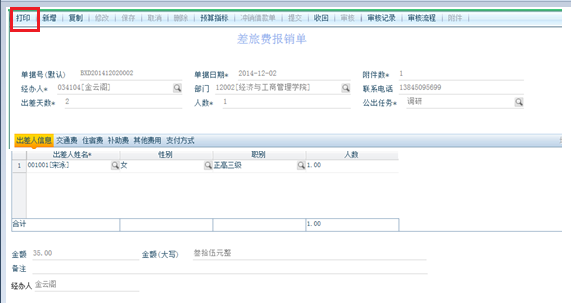 打印 新增 复制 修改 保存 取消 删除 预算指标 冲销借款单 提交 收回 审核 审核记录 审核流程 附件
差旅费报销单
单据号(默认) BXD201412020002 单据日期* 2014-12-02 附件数* 1
经办人* 034104[金云阁] 部门 12002[经济与工商管理学院] 联系电话 13845095699
出差天数* 2 人数* 1 公出任务* 调研
出差人信息 交通费 住宿费 补助费 其他费用 支付方式
出差人姓名* 性别 职别 人数
1 001001[宋泳] 女 正高三级 1.00
合计 1.00
金额 35.00 金额(大写) 叁拾伍元整
备注
经办人 金云阁